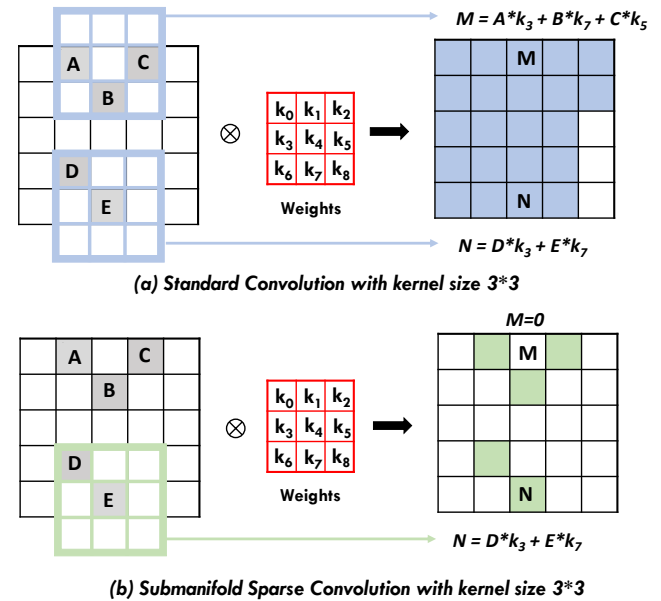 M = A*k₃ + B*k₇ + C*k₅
A C M
B
k₀ k₁ k₂
k₃ k₄ k₅
k₆ k₇ k₈
⊗
D
E N
Weights
N = D*k₃ + E*k₇
(a) Standard Convolution with kernel size 3*3
M=0
A C M
B
k₀ k₁ k₂
k₃ k₄ k₅
k₆ k₇ k₈
⊗
D
E N
Weights
N = D*k₃ + E*k₇
(b) Submanifold Sparse Convolution with kernel size 3*3